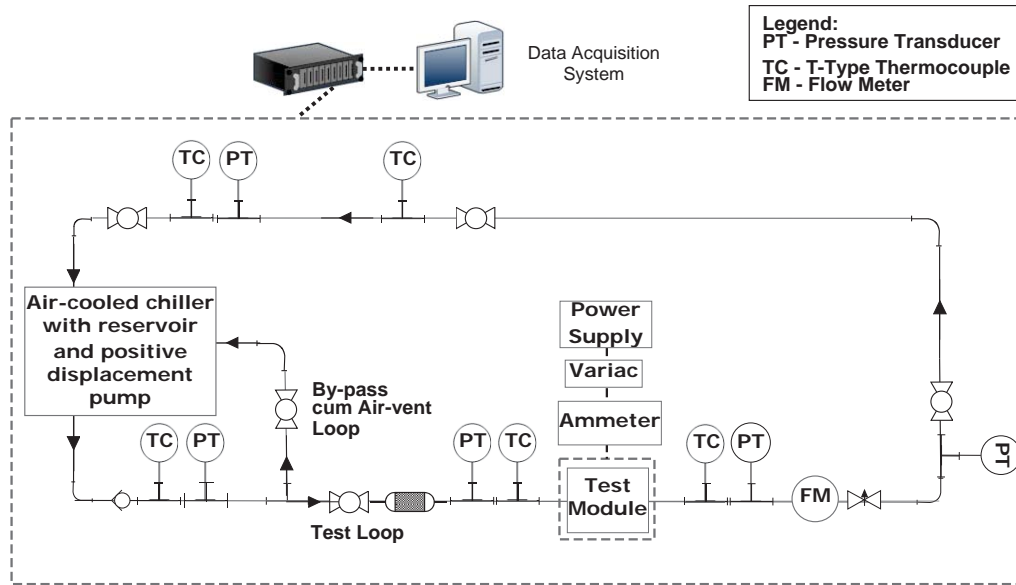 Data Acquisition
System
Legend:
PT - Pressure Transducer
TC - T-Type Thermocouple
FM - Flow Meter
TC
PT
TC
Air-cooled chiller
with reservoir
and positive
displacement
pump
By-pass
cum Air-vent
Loop
Power
Supply
Variac
Ammeter
TC
PT
PT
TC
Test
Module
TC
PT
FM
PT
Test Loop